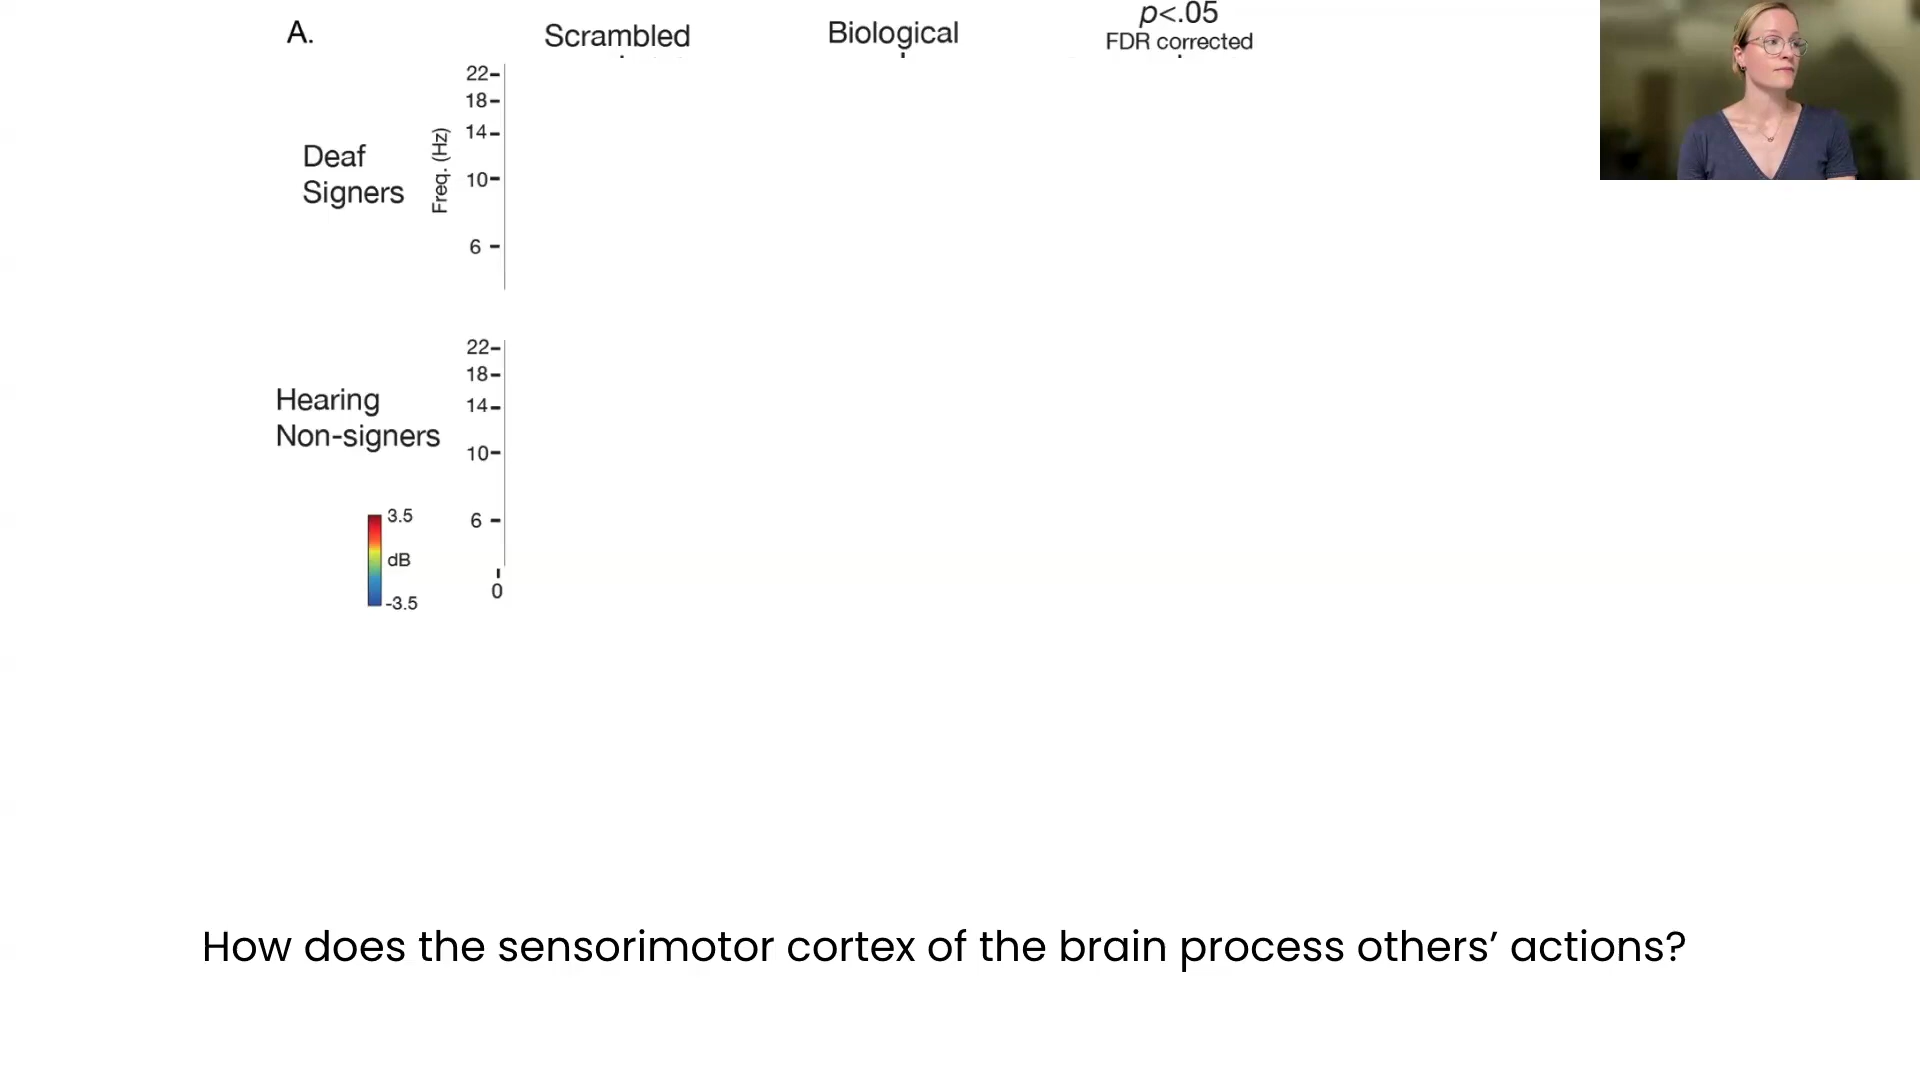 A.
Scrambled
Biological
p<.05
FDR corrected
Deaf
Signers
Freq. (Hz)
22
18
14
10
6
Hearing
Non-signers
22
18
14
10
6
0
3.5
dB
-3.5
How does the sensorimotor cortex of the brain process others’ actions?